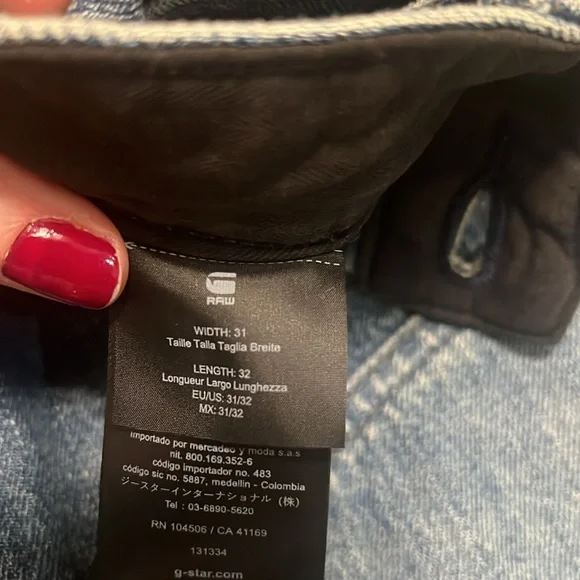 RAW
WIDTH: 31
Taille Talla Taglia Breite
LENGTH: 32
Longueur Largo Lunghezza
EU/US: 31/32
MX: 31/32
importado por mercadeo y moda s.a.s
nit. 800.169.352-6
código importador no. 483
código sic no. 5887, medellin - Colombia
ジースターインターナショナル (株)
Tel : 03-6890-5620
RN 104506 / CA 41169
131334
g-star.com